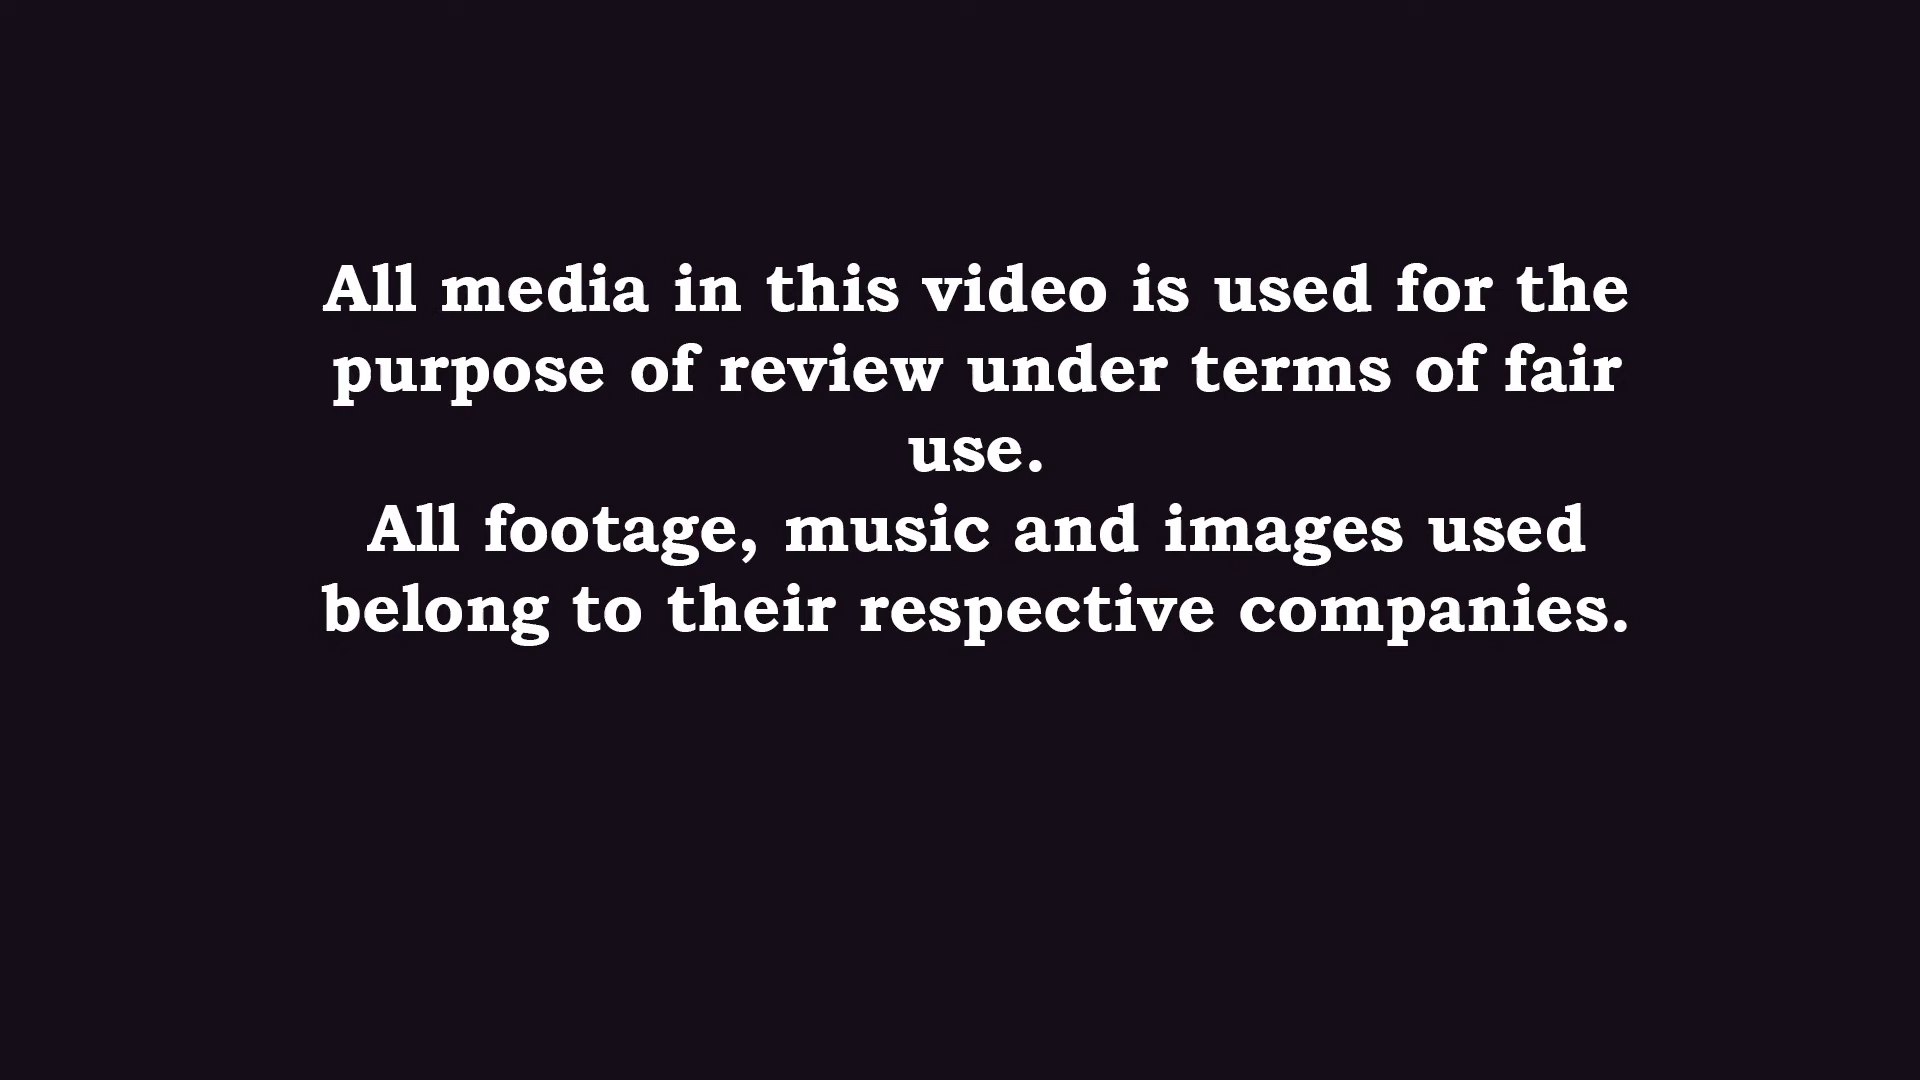 All media in this video is used for the
purpose of review under terms of fair
use.
All footage, music and images used
belong to their respective companies.